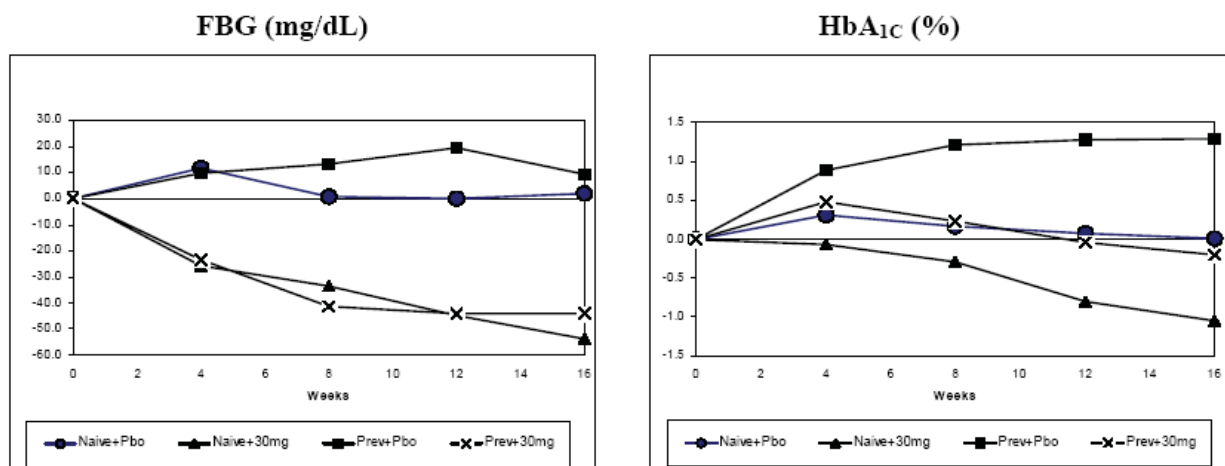 FBG (mg/dL)
30.0
20.0
10.0
0.0
-10.0
-20.0
-30.0
-40.0
-50.0
-60.0
0 2 4 6 8 10 12 14 16
Weeks
Naive+Pbo Naive+30mg Prev+Pbo Prev+30mg
HbA1C (%)
1.5
1.0
0.5
0.0
-0.5
-1.0
-1.5
0 2 4 6 8 10 12 14 16
Weeks
Naive+Pbo Naive+30mg Prev+Pbo Prev+30mg